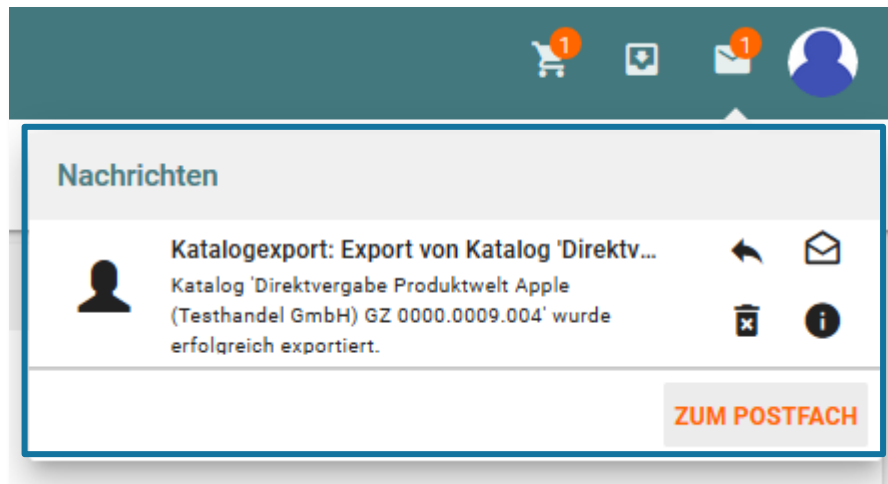 1
1
Nachrichten
Katalogexport: Export von Katalog 'Direktv...
Katalog 'Direktvergabe Produktwelt Apple
(Testhandel GmbH) GZ 0000.0009.004' wurde
erfolgreich exportiert.
ZUM POSTFACH